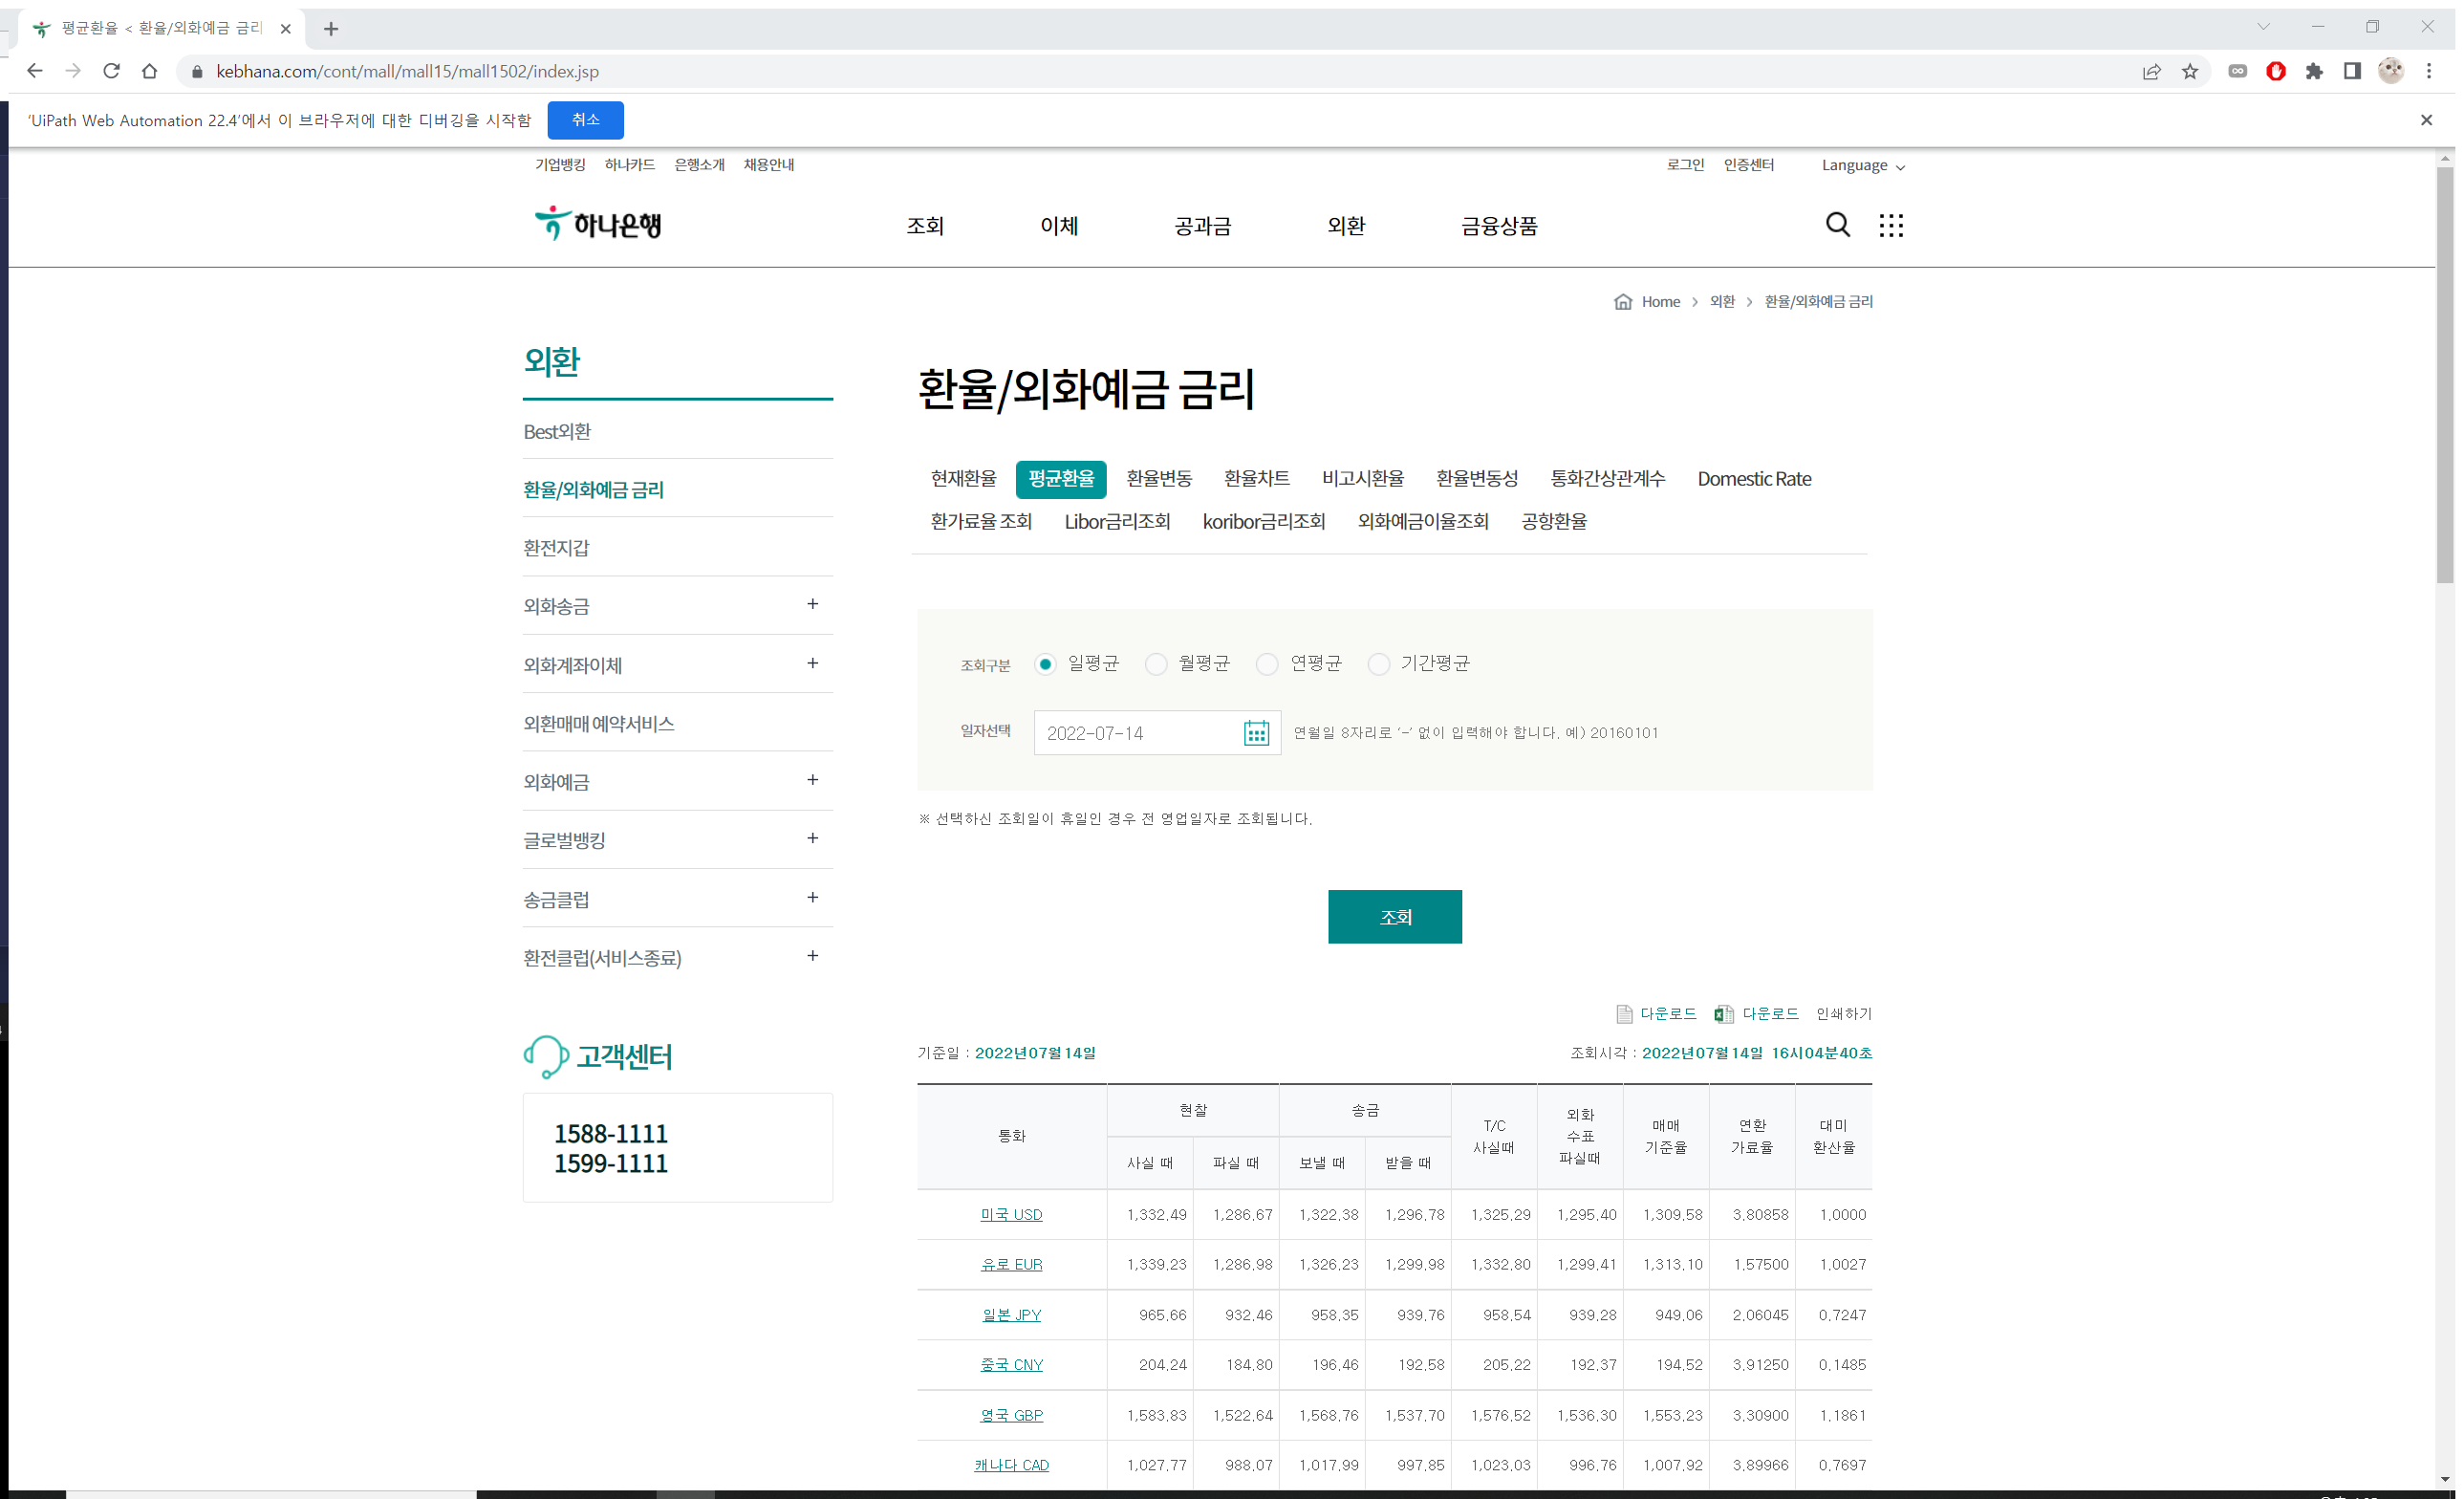 평균환율 < 환율/외화예금 금리
kebhana.com/cont/mall/mall15/mall1502/index.jsp
'UiPath Web Automation 22.4'에서 이 브라우저에 대한 디버깅을 시작함 취소
기업뱅킹 하나카드 은행소개 채용안내 로그인 인증센터 Language
하나은행 조회 이체 공과금 외환 금융상품
Home > 외환 > 환율/외화예금 금리
외환
Best외환
환율/외화예금 금리
환전지갑
외화송금 +
외화계좌이체 +
외환매매 예약서비스
외화예금 +
글로벌뱅킹 +
송금클럽 +
환전클럽(서비스종료) +
고객센터
1588-1111
1599-1111
환율/외화예금 금리
현재환율 평균환율 환율변동 환율차트 비고시환율 환율변동성 통화간상관계수 Domestic Rate
환가료율 조회 Libor금리조회 koribor금리조회 외화예금이율조회 공항환율
조회구분 일평균 월평균 연평균 기간평균
일자선택 2022-07-14 연월일 8자리로 '-' 없이 입력해야 합니다. 예) 20160101
※ 선택하신 조회일이 휴일인 경우 전 영업일자로 조회됩니다.
조회
다운로드 다운로드 인쇄하기
기준일 : 2022년07월14일 조회시각 : 2022년07월14일 16시04분40초
통화 현찰 송금 T/C 사실때 외화 수표 파실때 매매 기준율 연환 가료율 대미 환산율
사실 때 파실 때 보낼 때 받을 때
미국 USD 1,332.49 1,286.67 1,322.38 1,296.78 1,325.29 1,295.40 1,309.58 3.80858 1.0000
유로 EUR 1,339.23 1,286.98 1,326.23 1,299.98 1,332.80 1,299.41 1,313.10 1.57500 1.0027
일본 JPY 965.66 932.46 958.35 939.76 958.54 939.28 949.06 2.06045 0.7247
중국 CNY 204.24 184.80 196.46 192.58 205.22 192.37 194.52 3.91250 0.1485
영국 GBP 1,583.83 1,522.64 1,568.76 1,537.70 1,576.52 1,536.30 1,553.23 3.30900 1.1861
캐나다 CAD 1,027.77 988.07 1,017.99 997.85 1,023.03 996.76 1,007.92 3.89966 0.7697